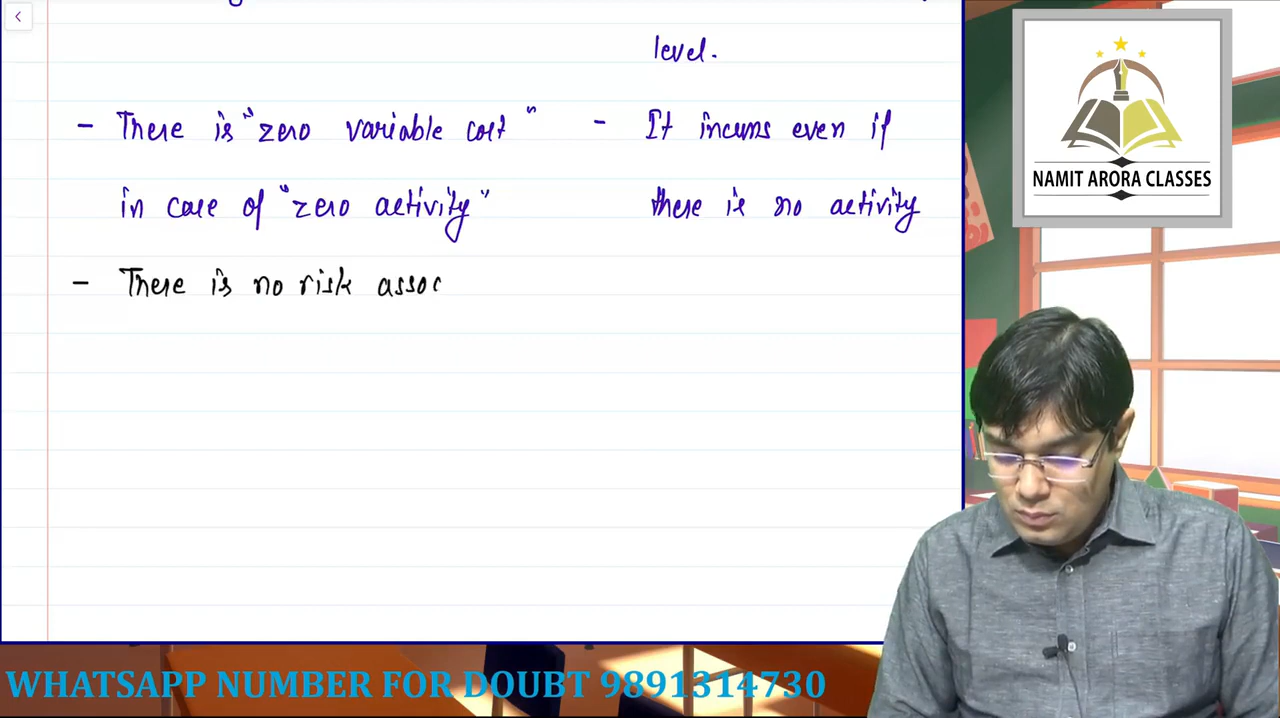 level.
- There is "zero variable cost" - It incurs even if
in case of "zero activity" there is no activity
- There is no risk assoc
NAMIT ARORA CLASSES
WHATSAPP NUMBER FOR DOUBT 9891314730